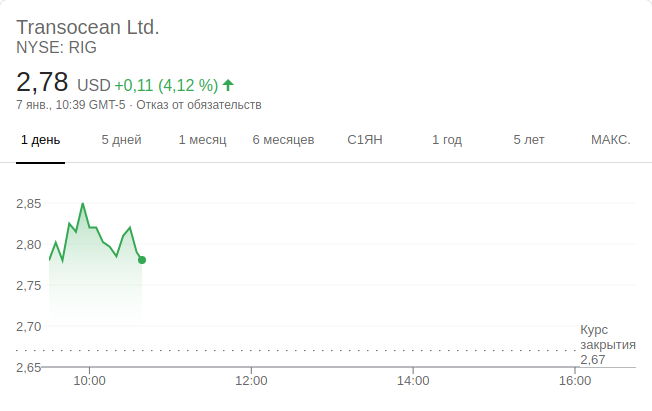 Transocean Ltd.
NYSE: RIG
2,78 USD +0,11 (4,12 %)
7 янв., 10:39 GMT-5 · Отказ от обязательств
1 день 5 дней 1 месяц 6 месяцев С1ЯН 1 год 5 лет МАКС.
2,85
2,80
2,75
2,70
Курс
закрытия
2,67
2,65
10:00 12:00 14:00 16:00